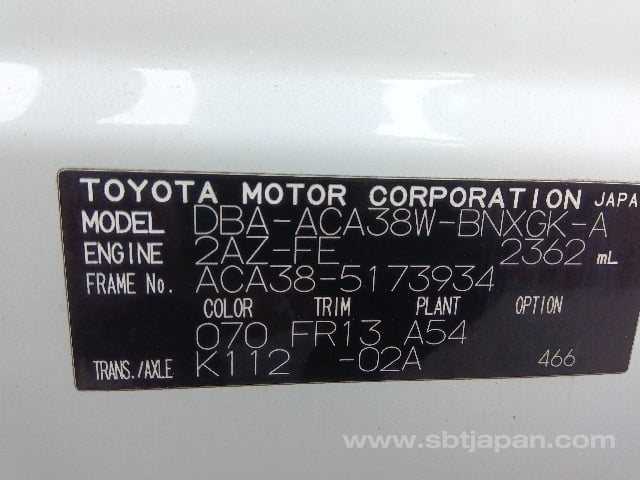 TOYOTA MOTOR CORPORATION JAPA
MODEL DBA-ACA38W-BNXGK-A
ENGINE 2AZ-FE 2362 mL
FRAME No. ACA38-5173934
COLOR TRIM PLANT OPTION
070 FR13 A54
TRANS./AXLE K112 -02A 466
www.sbtjapan.com